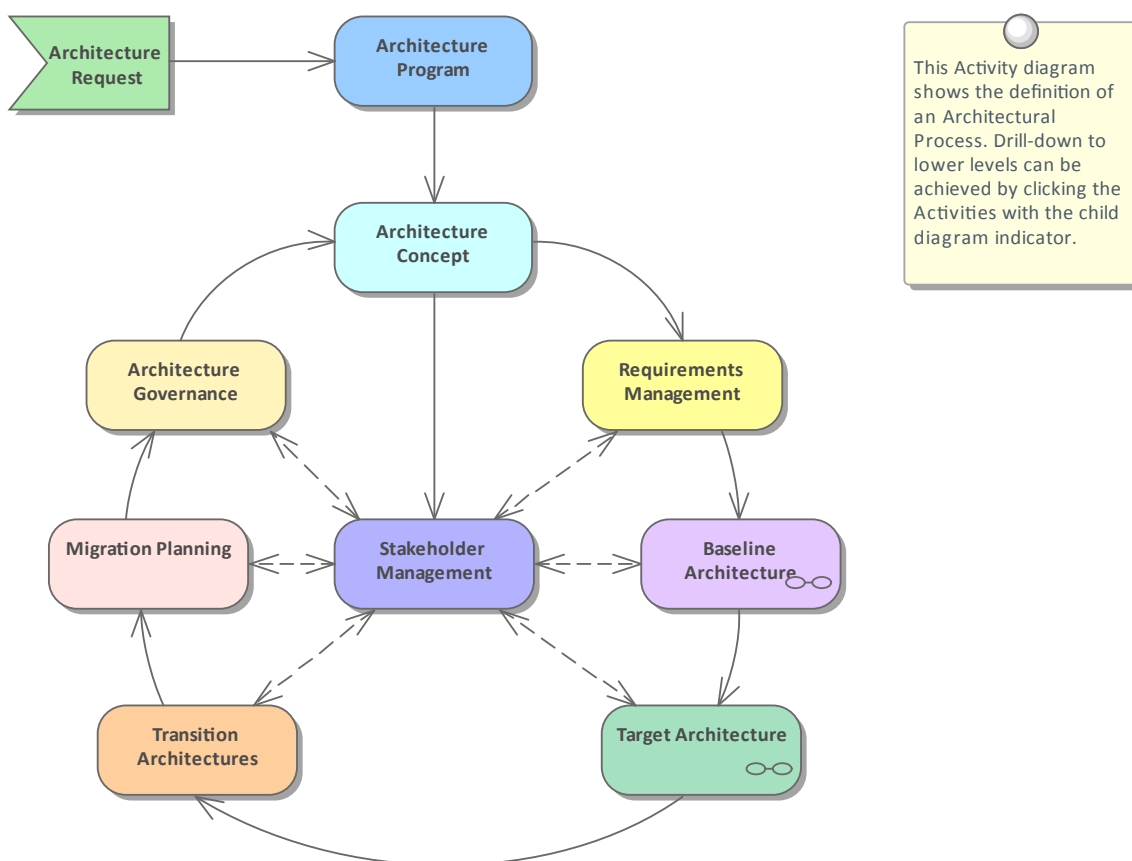 Architecture
Request
Architecture
Program
This Activity diagram
shows the definition of
an Architectural
Process. Drill-down to
lower levels can be
achieved by clicking the
Activities with the child
diagram indicator.
Architecture
Concept
Architecture
Governance
Requirements
Management
Migration Planning
Stakeholder
Management
Baseline
Architecture
Transition
Architectures
Target Architecture